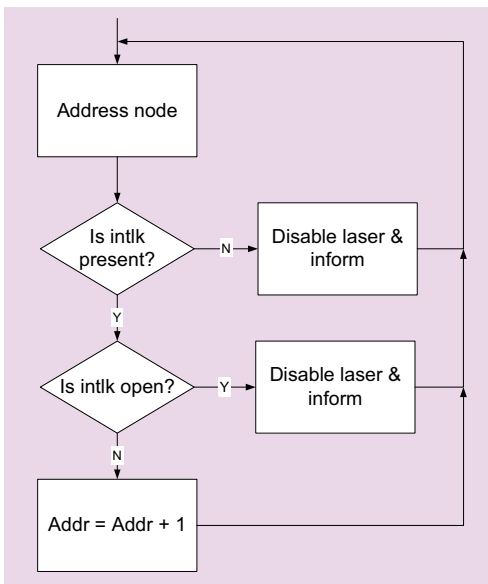 Address node
Is intlk
present?
N
Disable laser &
inform
Y
Is intlk open?
Y
Disable laser &
inform
N
Addr = Addr + 1